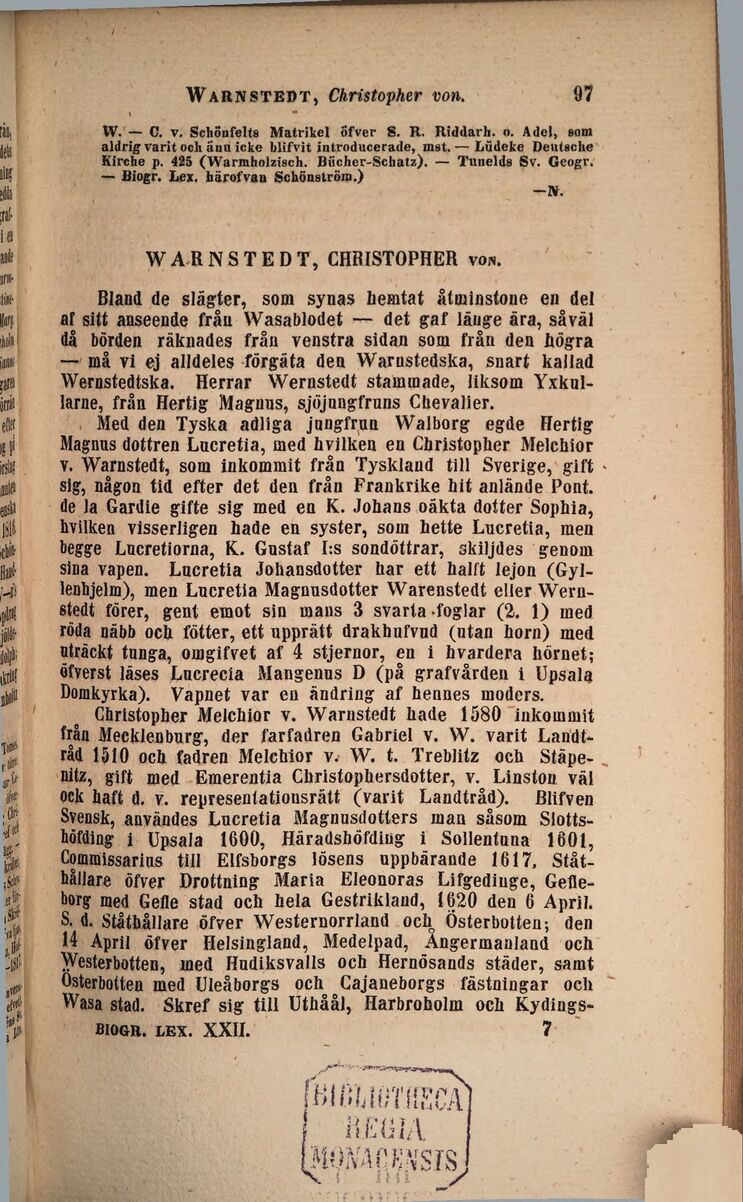 WARNSTEDT, Christopher von. 97
W. — C. v. Schönfelts Matrikel öfver S. R. Riddarh. o. Adel, som
aldrig varit och änn icke blifvit introducerade, mst. — Lüdeke Deutsche
Kirche p. 425 (Warmholzisch. Bücher-Schatz). — Tunelds Sv. Geogr.
— Biogr. Lex. härofvan Schönström.)
—N.
WARNSTEDT, CHRISTOPHER VON.
Bland de slägter, som synas hemtat åtminstone en del
af sitt anseende från Wasablodet — det gaf länge ära, såväl
då börden räknades från venstra sidan som från den högra
— må vi ej alldeles förgäta den Warnstedska, snart kallad
Wernstedtska. Herrar Wernstedt stammade, liksom Yxkul-
larne, från Hertig Magnus, sjöjungfruns Chevalier.
Med den Tyska adliga jungfrun Walborg egde Hertig
Magnus dottren Lucretia, med hvilken en Christopher Melchior
v. Warnstedt, som inkommit från Tyskland till Sverige, gift
sig, någon tid efter det den från Frankrike hit anlände Pont.
de la Gardie gifte sig med en K. Johans oäkta dotter Sophia,
hvilken visserligen hade en syster, som hette Lucretia, men
begge Lucretiorna, K. Gustaf I:s sondöttrar, skiljdes genom
sina vapen. Lucretia Johansdotter har ett halft lejon (Gyl-
lenhjelm), men Lucretia Magnusdotter Warenstedt eller Wern-
stedt förer, gent emot sin mans 3 svarta foglar (2. 1) med
röda näbb och fötter, ett upprätt drakhufvud (utan horn) med
uträckt tunga, omgifvet af 4 stjernor, en i hvardera hörnet;
öfverst läses Lucrecia Mangenus D (på grafvården i Upsala
Domkyrka). Vapnet var en ändring af hennes moders.
Christopher Melchior v. Warnstedt hade 1580 inkommit
från Mecklenburg, der farfadren Gabriel v. W. varit Landt-
råd 1510 och fadren Melchior v. W. t. Treblitz och Stäpe-
nitz, gift med Emerentia Christophersdotter, v. Linston väl
ock haft d. v. representationsrätt (varit Landtråd). Blifven
Svensk, användes Lucretia Magnusdotters man såsom Slotts-
höfding i Upsala 1600, Häradshöfding i Sollentuna 1601,
Commissarius till Elfsborgs lösens uppbärande 1617, Ståt-
hållare öfver Drottning Maria Eleonoras Lifgedinge, Gefle-
borg med Gefle stad och hela Gestrikland, 1620 den 6 April.
S. d. Ståthållare öfver Westernorrland och Österbotten; den
14 April öfver Helsingland, Medelpad, Ångermanland och
Westerbotten, med Hudiksvalls och Hernösands städer, samt
Österbotten med Uleåborgs och Cajaneborgs fästningar och
Wasa stad. Skref sig till Uthåål, Harbroholm och Kydings-
BIOGR. LEX. XXII. 7
BIBLIOTHECA
REGIA
MONACENSIS